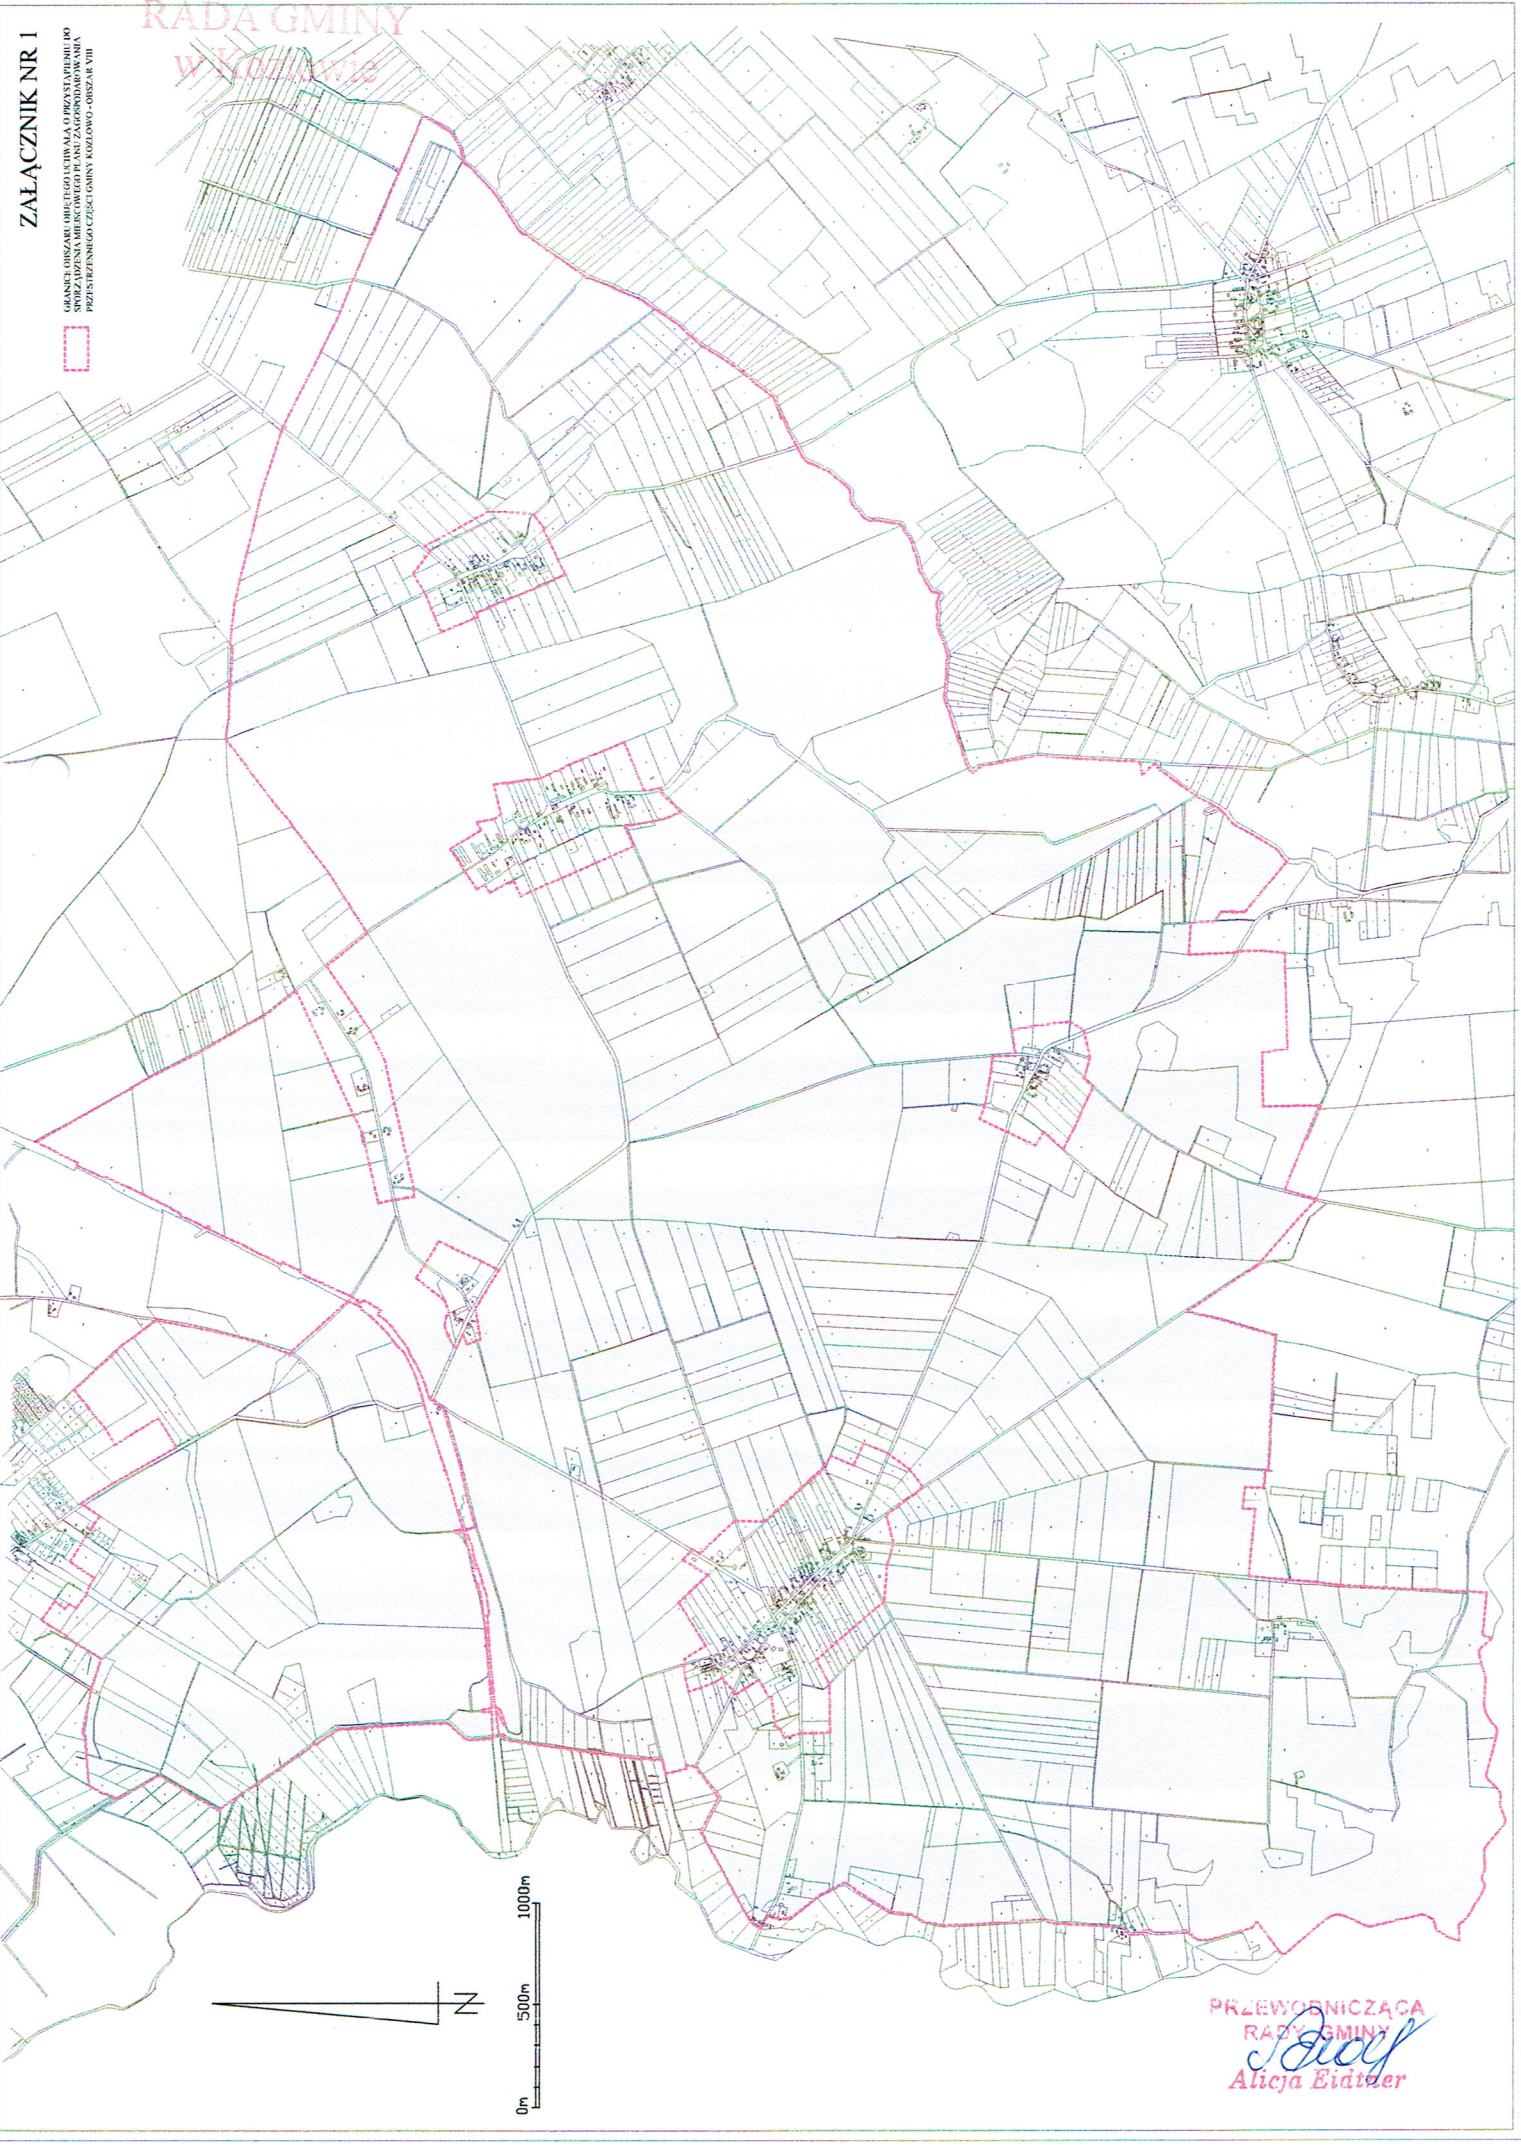 RADA GMINY
w Kozłowie
ZAŁĄCZNIK NR 1
GRANICE OBSZARU OBJĘTEGO UCHWAŁĄ O PRZYSTĄPIENIU DO
SPORZĄDZENIA MIEJSCOWEGO PLANU ZAGOSPODAROWANIA
PRZESTRZENNEGO CZĘŚCI GMINY KOZŁOWO - OBSZAR VIII
N
0m 500m 1000m
PRZEWODNICZĄCA
RADY GMINY
Alicja Eidtner